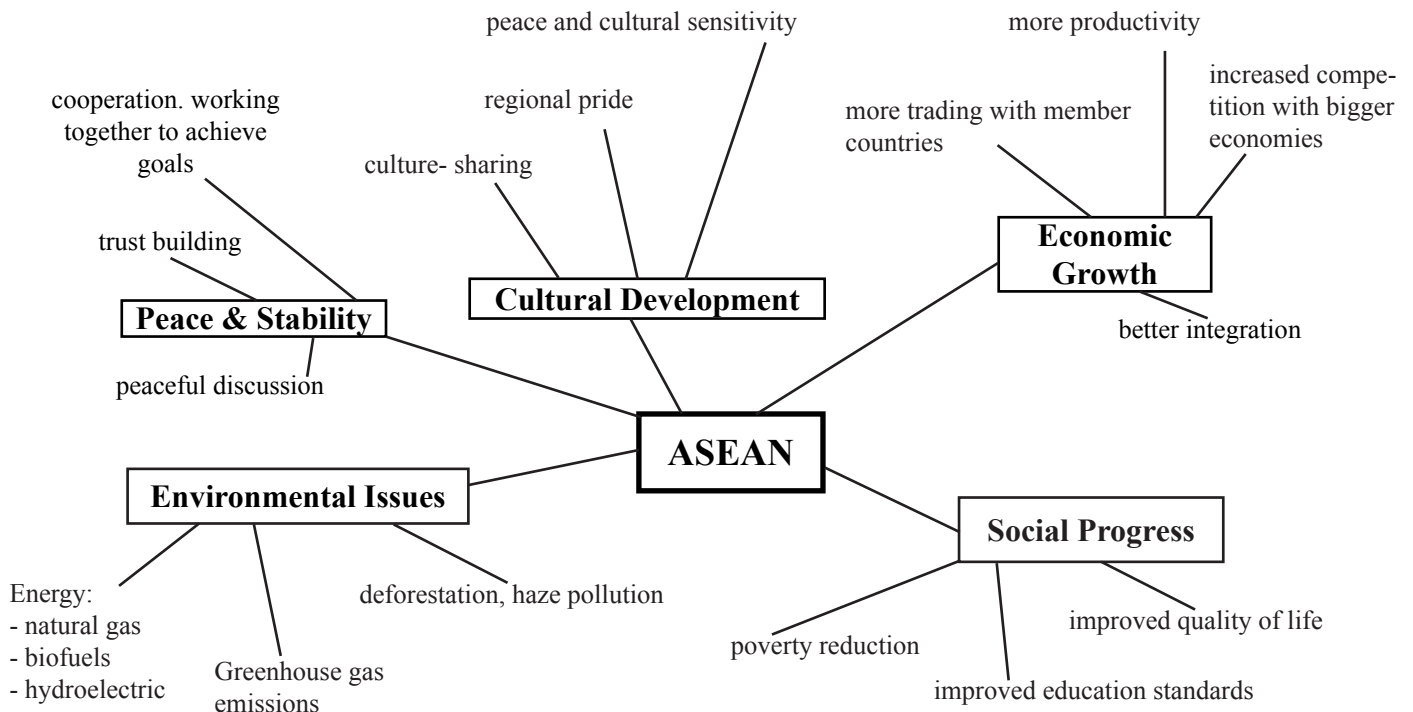 peace and cultural sensitivity
more productivity
cooperation. working
together to achieve
goals
regional pride
increased compe-
tition with bigger
economies
more trading with member
countries
culture- sharing
trust building
Economic
Growth
Cultural Development
Peace & Stability
better integration
peaceful discussion
ASEAN
Environmental Issues
Social Progress
Energy:
- natural gas
- biofuels
- hydroelectric
deforestation, haze pollution
Greenhouse gas
emissions
poverty reduction
improved quality of life
improved education standards